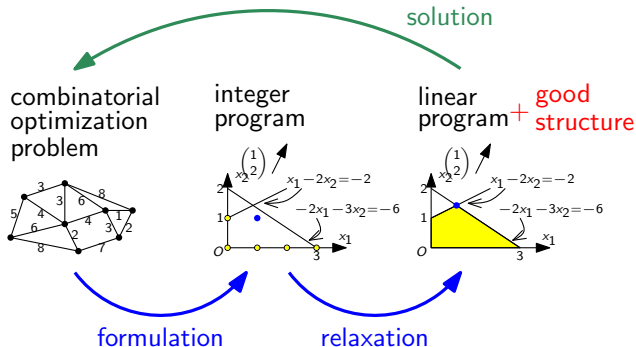 solution
combinatorial
optimization
problem
integer
program
linear
program
+ good
structure
3
8
3
6
5
4
4
1
6
2
3
2
8
7
(1
2)
x₂
2
x₁−2x₂=−2
1
−2x₁−3x₂=−6
O
3
x₁
(1
2)
x₂
2
x₁−2x₂=−2
1
−2x₁−3x₂=−6
O
3
x₁
formulation
relaxation